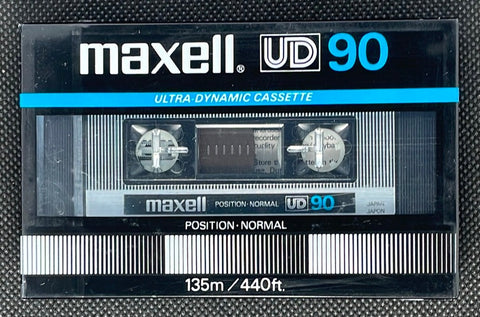 maxell® UD 90
ULTRA-DYNAMIC CASSETTE
maxell POSITION·NORMAL UD 90
JAPAN
JAPON
POSITION·NORMAL
135m/440ft.